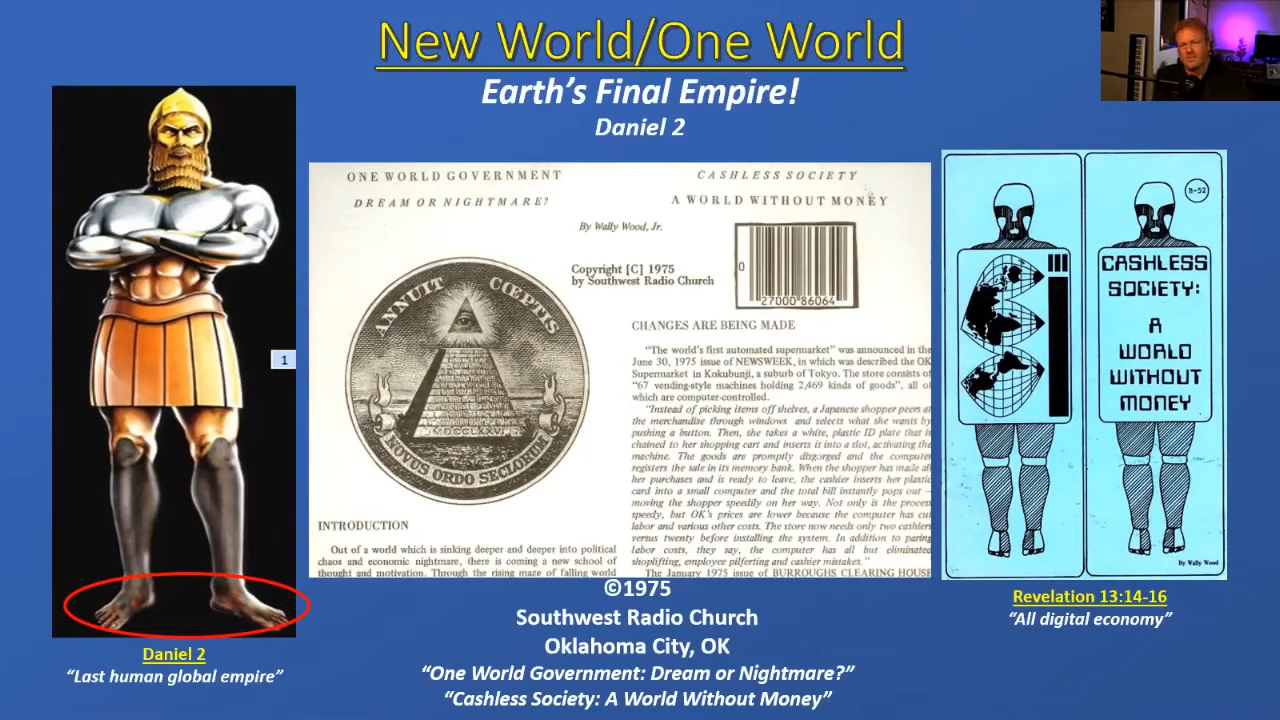 New World/One World
Earth's Final Empire!
Daniel 2
1
Daniel 2
"Last human global empire"
ONE WORLD GOVERNMENT
DREAM OR NIGHTMARE?
CASHLESS SOCIETY
A WORLD WITHOUT MONEY
By Wally Wood, Jr.
Copyright [C] 1975
by Southwest Radio Church
0
27000 86064
ANNUIT CŒPTIS
MDCCLXXVI
NOVUS ORDO SECLORUM
INTRODUCTION
Out of a world which is sinking deeper and deeper into political
chaos and economic nightmare, there is coming a new school of
thought and motivation. Through the rising maze of falling world
CHANGES ARE BEING MADE
"The world's first automated supermarket" was announced in the
June 30, 1975 issue of NEWSWEEK, in which was described the OK
Supermarket in Kokubunji, a suburb of Tokyo. The store consists of
"67 vending-style machines holding 2,469 kinds of goods", all of
which are computer-controlled.
"Instead of picking items off shelves, a Japanese shopper peers at
the merchandise through windows and selects what she wants by
pushing a button. Then, she takes a white, plastic ID plate that is
chained to her shopping cart and inserts it into a slot, activating the
machine. The goods are promptly disgorged and the computer
registers the sale in its memory bank. When the shopper has made all
her purchases and is ready to leave, the cashier inserts her plastic
card into a small computer and the total bill instantly pops out –
moving the shopper speedily on her way. Not only is the process
speedy, but OK's prices are lower because the computer has cut
labor and various other costs. The store now needs only two cashiers
versus twenty before installing the system. In addition to paring
labor costs, they say, the computer has all but eliminated
shoplifting, employee pilferting and cashier mistakes."
The January 1975 issue of BURROUGHS CLEARING HOUSE
©1975
Southwest Radio Church
Oklahoma City, OK
"One World Government: Dream or Nightmare?"
"Cashless Society: A World Without Money"
B-52
CASHLESS
SOCIETY:
A
WORLD
WITHOUT
MONEY
By Wally Wood
Revelation 13:14-16
"All digital economy"